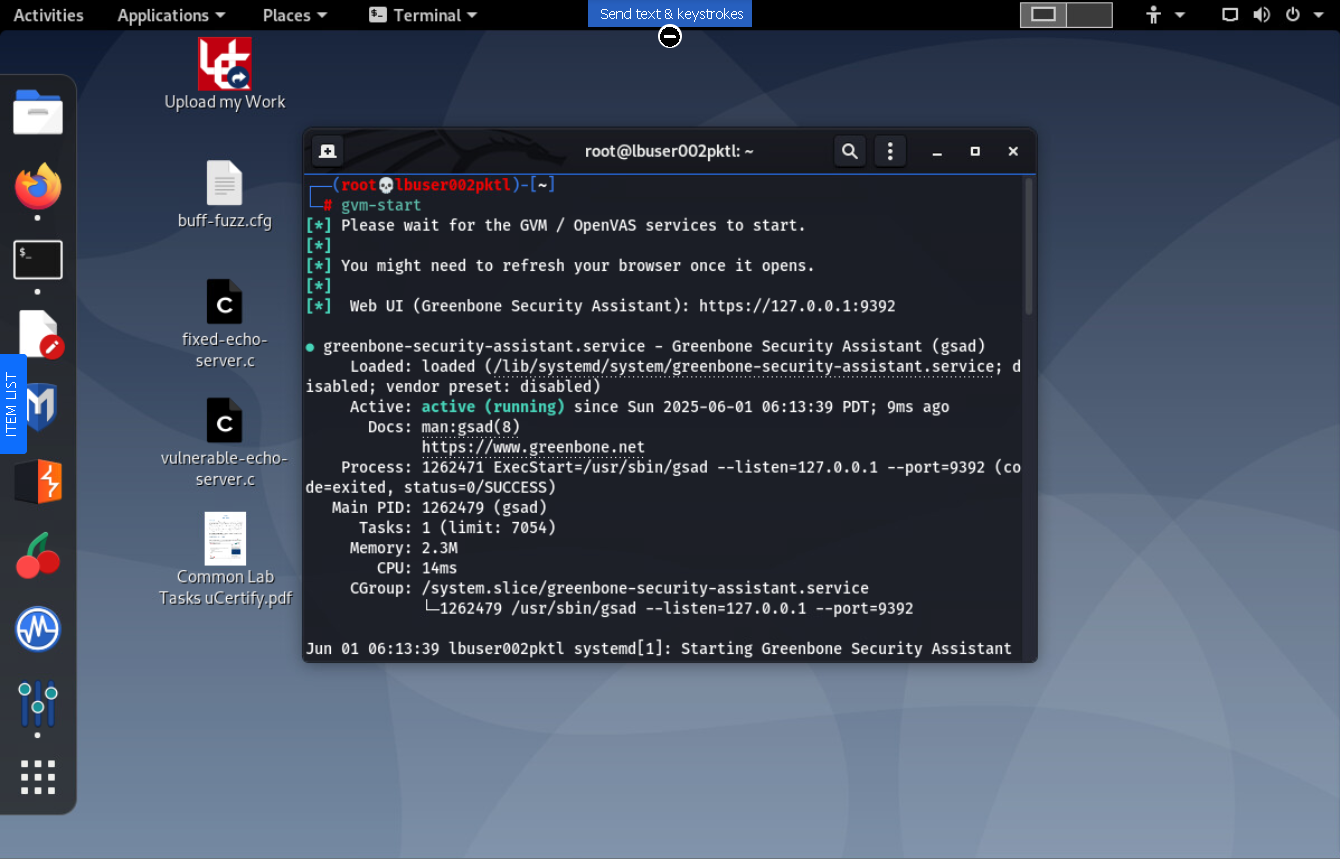 Activities Applications Places Terminal Send text & keystrokes
Upload my Work
buff-fuzz.cfg
fixed-echo-
server.c
vulnerable-echo-
server.c
Common Lab
Tasks uCertify.pdf
ITEM LIST
root@lbuser002pktl: ~
┌──(root💀lbuser002pktl)-[~]
└─# gvm-start
[*] Please wait for the GVM / OpenVAS services to start.
[*]
[*] You might need to refresh your browser once it opens.
[*]
[*]  Web UI (Greenbone Security Assistant): https://127.0.0.1:9392
● greenbone-security-assistant.service - Greenbone Security Assistant (gsad)
Loaded: loaded (/lib/systemd/system/greenbone-security-assistant.service; d
isabled; vendor preset: disabled)
Active: active (running) since Sun 2025-06-01 06:13:39 PDT; 9ms ago
Docs: man:gsad(8)
https://www.greenbone.net
Process: 1262471 ExecStart=/usr/sbin/gsad --listen=127.0.0.1 --port=9392 (co
de=exited, status=0/SUCCESS)
Main PID: 1262479 (gsad)
Tasks: 1 (limit: 7054)
Memory: 2.3M
CPU: 14ms
CGroup: /system.slice/greenbone-security-assistant.service
└─1262479 /usr/sbin/gsad --listen=127.0.0.1 --port=9392
Jun 01 06:13:39 lbuser002pktl systemd[1]: Starting Greenbone Security Assistant